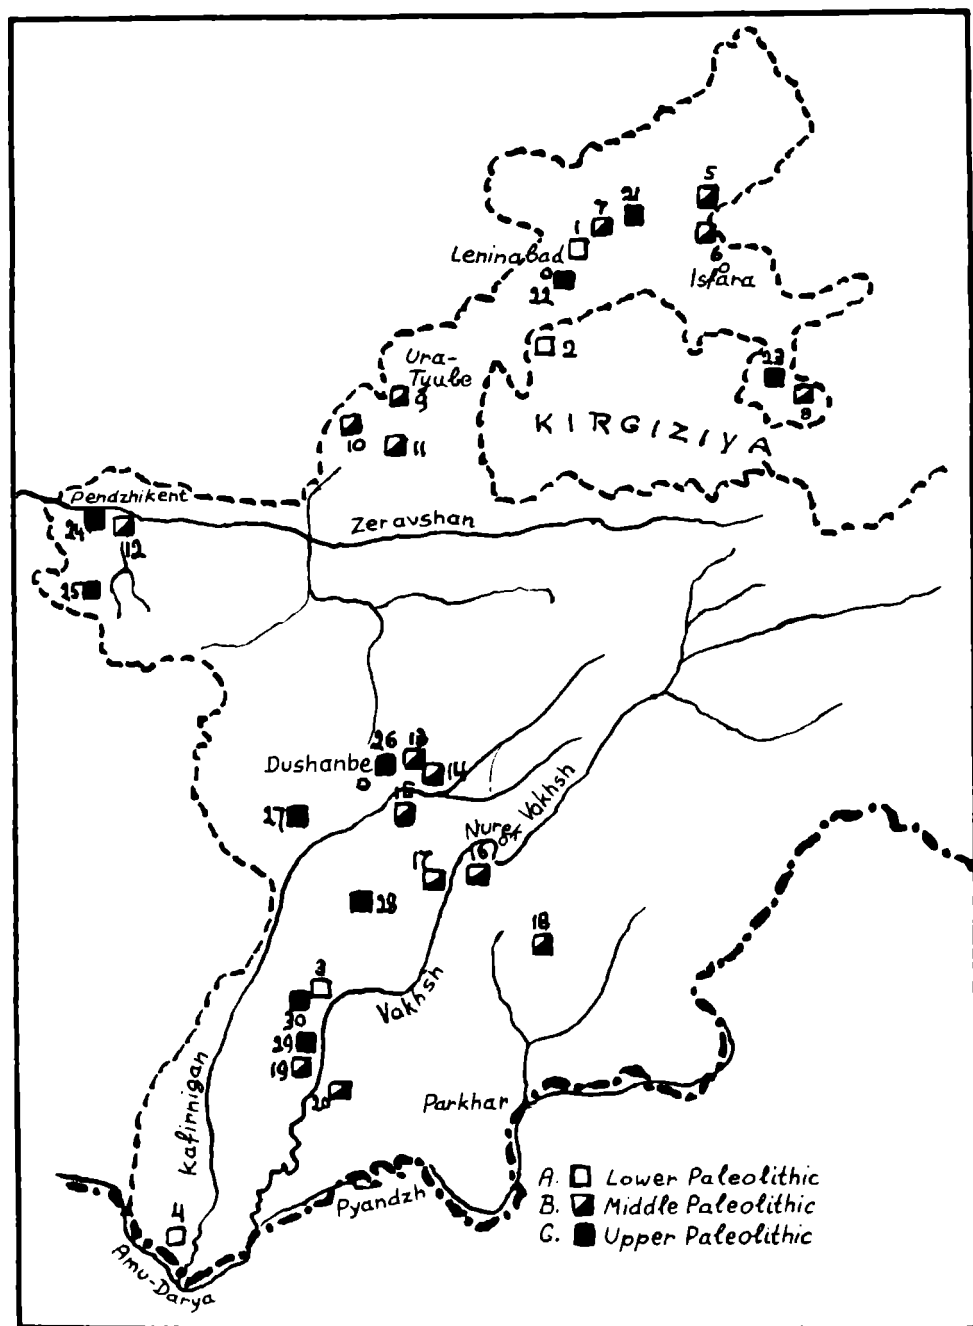 5
21
7
1
Leninabad
6
Isfara
22
2
Ura-
Tyube
23
9
8
10
11
KIRGIZIYA
Pendzhikent
Zeravshan
24
12
25
26
13
Dushanbe
14
15
27
Nurek
Vakhsh
16
17
28
18
3
30
Vakhsh
29
19
20
Kafirnigan
Parkhar
Pyandzh
4
Amu-Darya
A. Lower Paleolithic
B. Middle Paleolithic
C. Upper Paleolithic